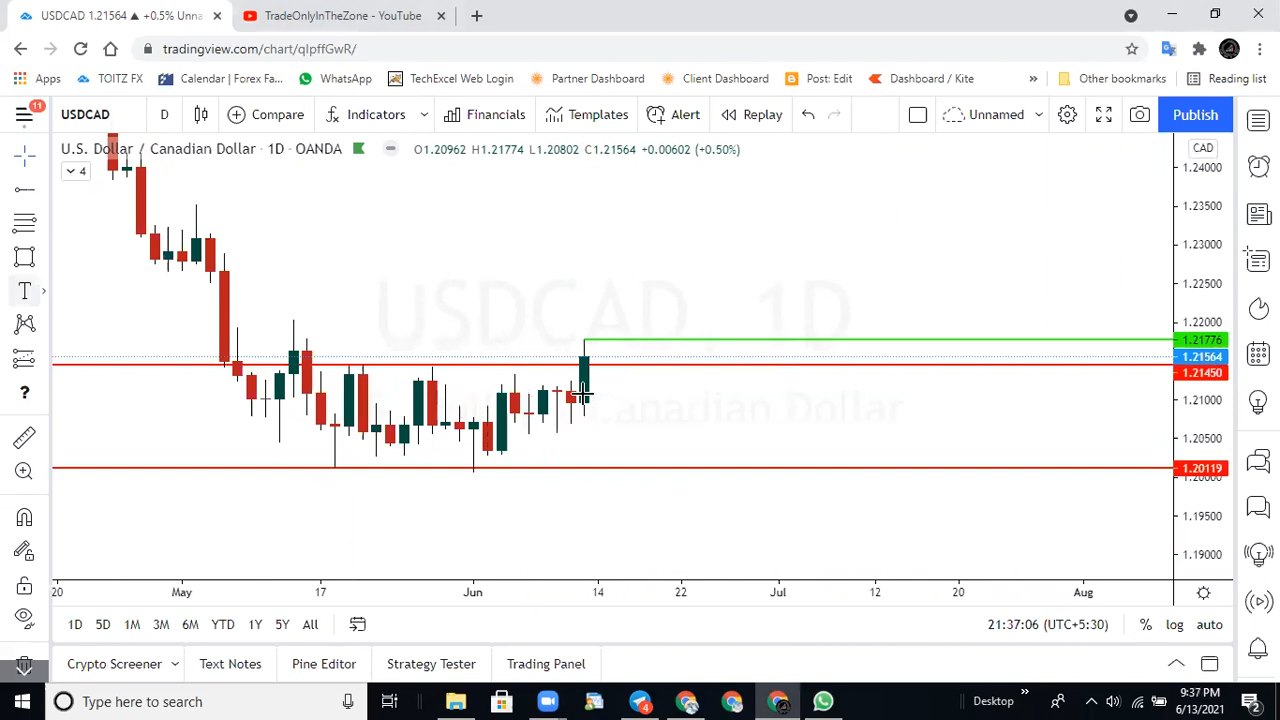 USDCAD 1.21564 ▲ +0.5% Unna
TradeOnlyInTheZone - YouTube
tradingview.com/chart/qIpffGwR/
Apps
TOITZ FX
Calendar | Forex Fa...
WhatsApp
TechExcel Web Login
Partner Dashboard
Client Dashboard
Post: Edit
Dashboard / Kite
»
Other bookmarks
Reading list
11
USDCAD
D
Compare
Indicators
Financials
Templates
Alert
Replay
Unnamed
Publish
U.S. Dollar / Canadian Dollar · 1D · OANDA
O1.20962 H1.21774 L1.20802 C1.21564 +0.00602 (+0.50%)
CAD
4
1.24000
1.23500
1.23000
1.22500
1.22000
1.21776
1.21564
1.21450
1.21000
1.20500
1.20119
1.20000
1.19500
1.19000
USDCAD, 1D
Canadian Dollar
20
May
17
Jun
14
22
Jul
12
20
Aug
1D
5D
1M
3M
6M
YTD
1Y
5Y
All
21:37:06 (UTC+5:30)
%
log
auto
Crypto Screener
Text Notes
Pine Editor
Strategy Tester
Trading Panel
Type here to search
Desktop
»
9:37 PM
6/13/2021
2